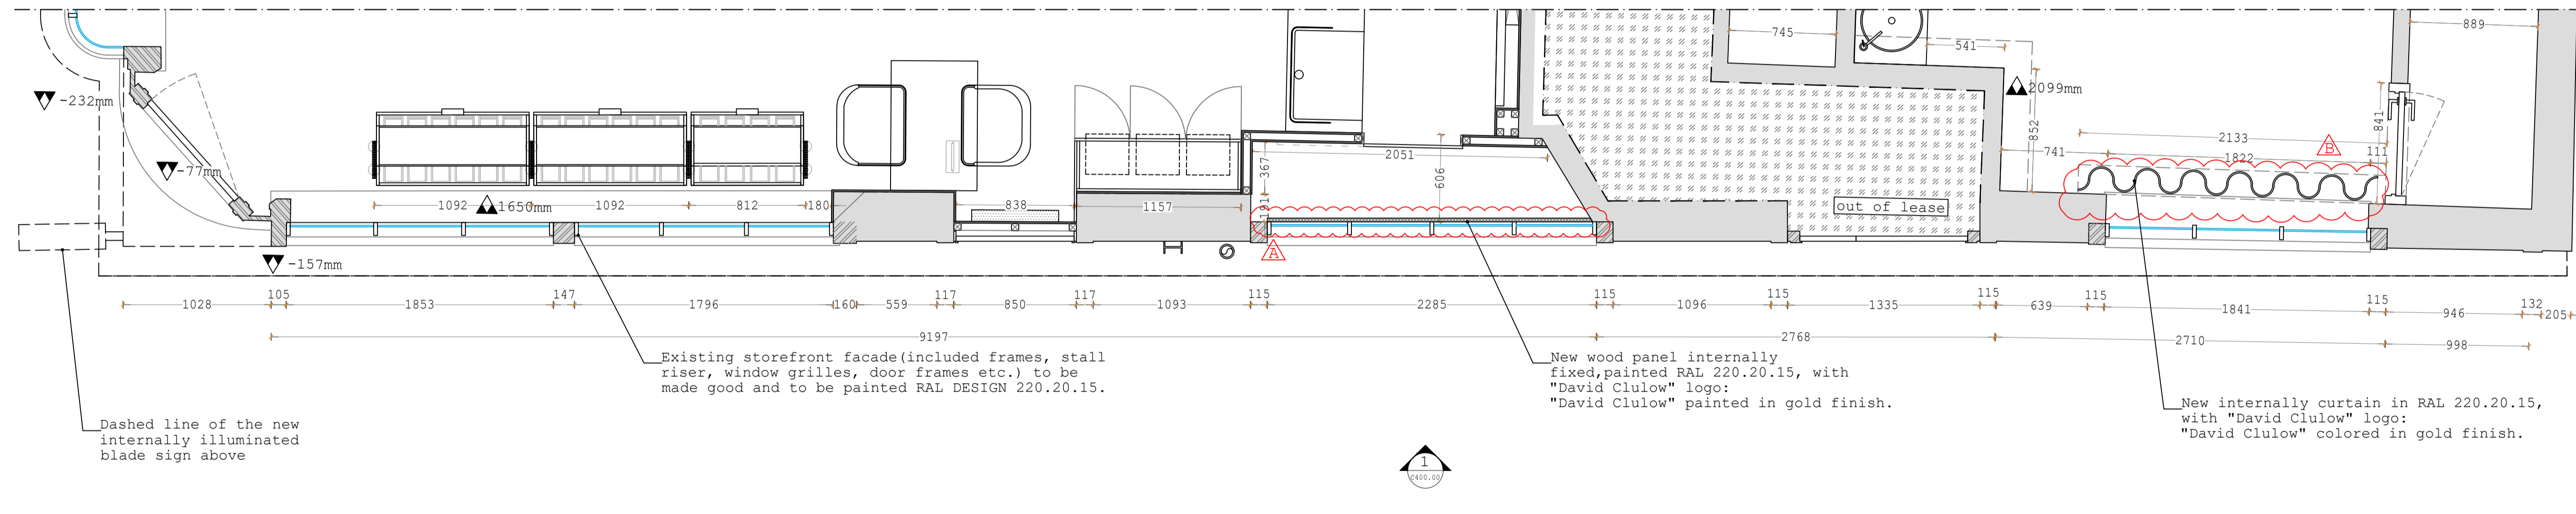 889
745
541
-232mm
2099mm
-77mm
852
841
2133
B
741
1822
111
2051
367
606
191
1092
1650mm
1092
812
180
838
1157
out of lease
A
-157mm
1028
105
1853
147
1796
160
559
117
850
117
1093
115
2285
115
1096
115
1335
115
639
115
1841
115
946
132
205
9197
2768
2710
998
Existing storefront facade(included frames, stall
riser, window grilles, door frames etc.) to be
made good and to be painted RAL DESIGN 220.20.15.
New wood panel internally
fixed,painted RAL 220.20.15, with
"David Clulow" logo:
"David Clulow" painted in gold finish.
New internally curtain in RAL 220.20.15,
with "David Clulow" logo:
"David Clulow" colored in gold finish.
Dashed line of the new
internally illuminated
blade sign above
1
C400.00